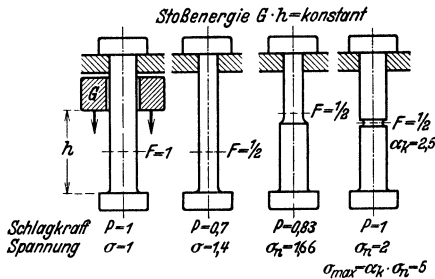 Stoßenergie G·h=konstant
G
h
F=1
F=1/2
F=1/2
F=1/2
αk=2,5
Schlagkraft P=1 P=0,7 P=0,83 P=1
Spannung σ=1 σ=1,4 σn=1,66 σn=2
σmax=αk·σn=5